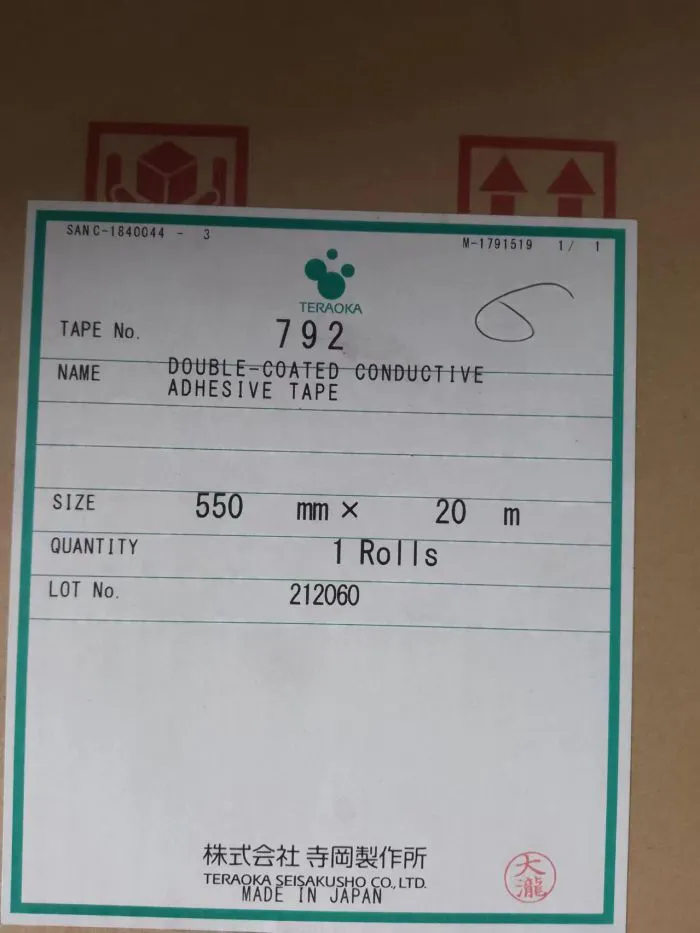 SANC-1840044 - 3
M-1791519 1/ 1
TERAOKA
TAPE No. 792
NAME DOUBLE-COATED CONDUCTIVE
ADHESIVE TAPE
SIZE 550 mm × 20 m
QUANTITY 1 Rolls
LOT No. 212060
株式会社 寺岡製作所
TERAOKA SEISAKUSHO CO., LTD.
MADE IN JAPAN
大瀧